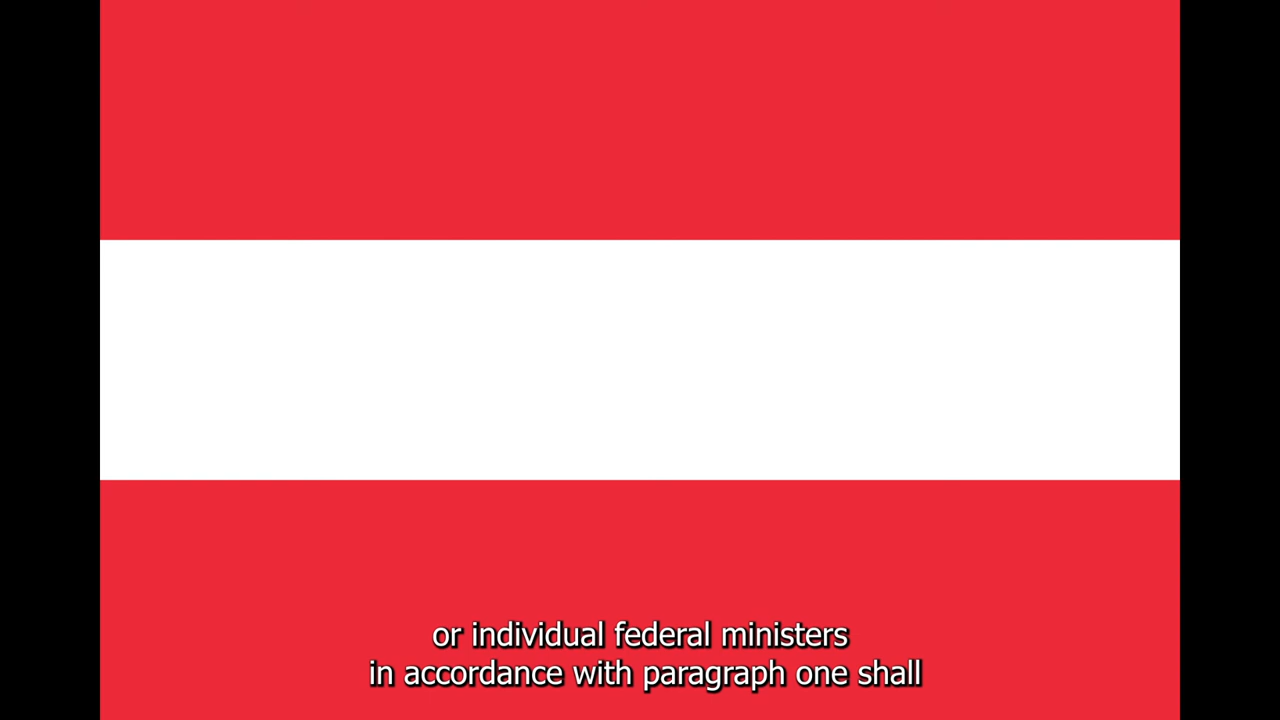 or individual federal ministers
in accordance with paragraph one shall